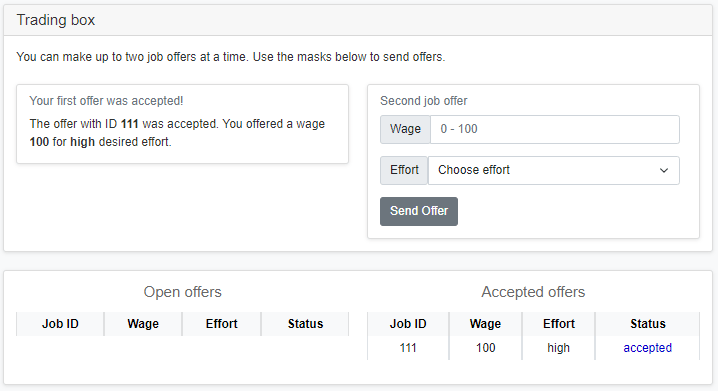 Trading box
You can make up to two job offers at a time. Use the masks below to send offers.
Your first offer was accepted!
The offer with ID 111 was accepted. You offered a wage
100 for high desired effort.
Second job offer
Wage 0 - 100
Effort Choose effort
Send Offer
Open offers
Job ID Wage Effort Status
Accepted offers
Job ID Wage Effort Status
111 100 high accepted